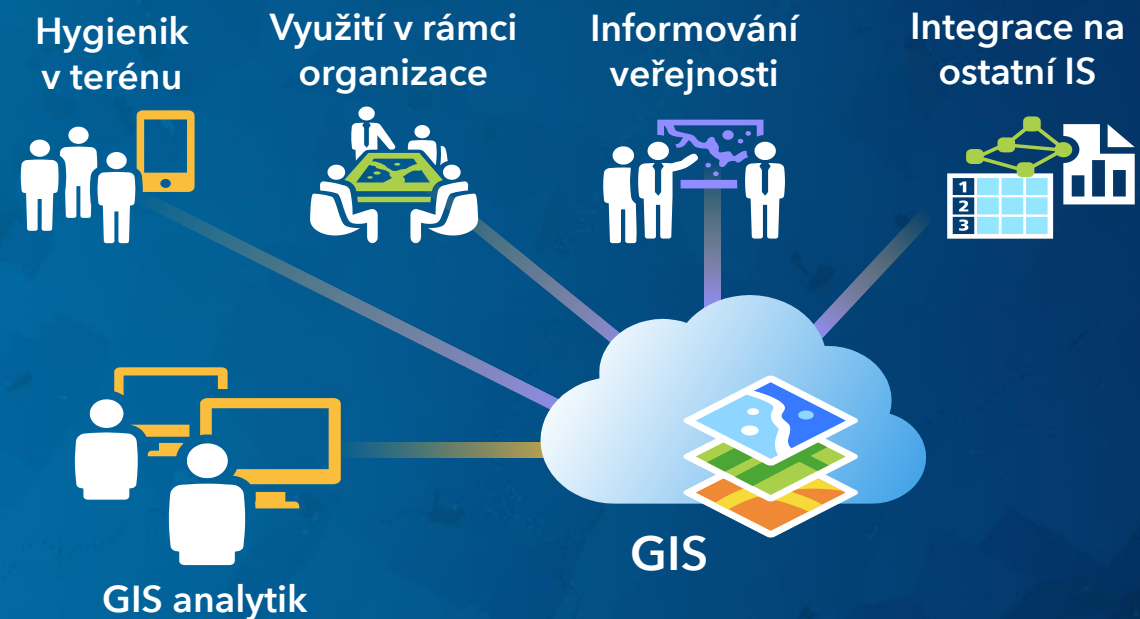 Hygienik
v terénu
Využití v rámci
organizace
Informování
veřejnosti
Integrace na
ostatní IS
1
2
3
GIS
GIS analytik